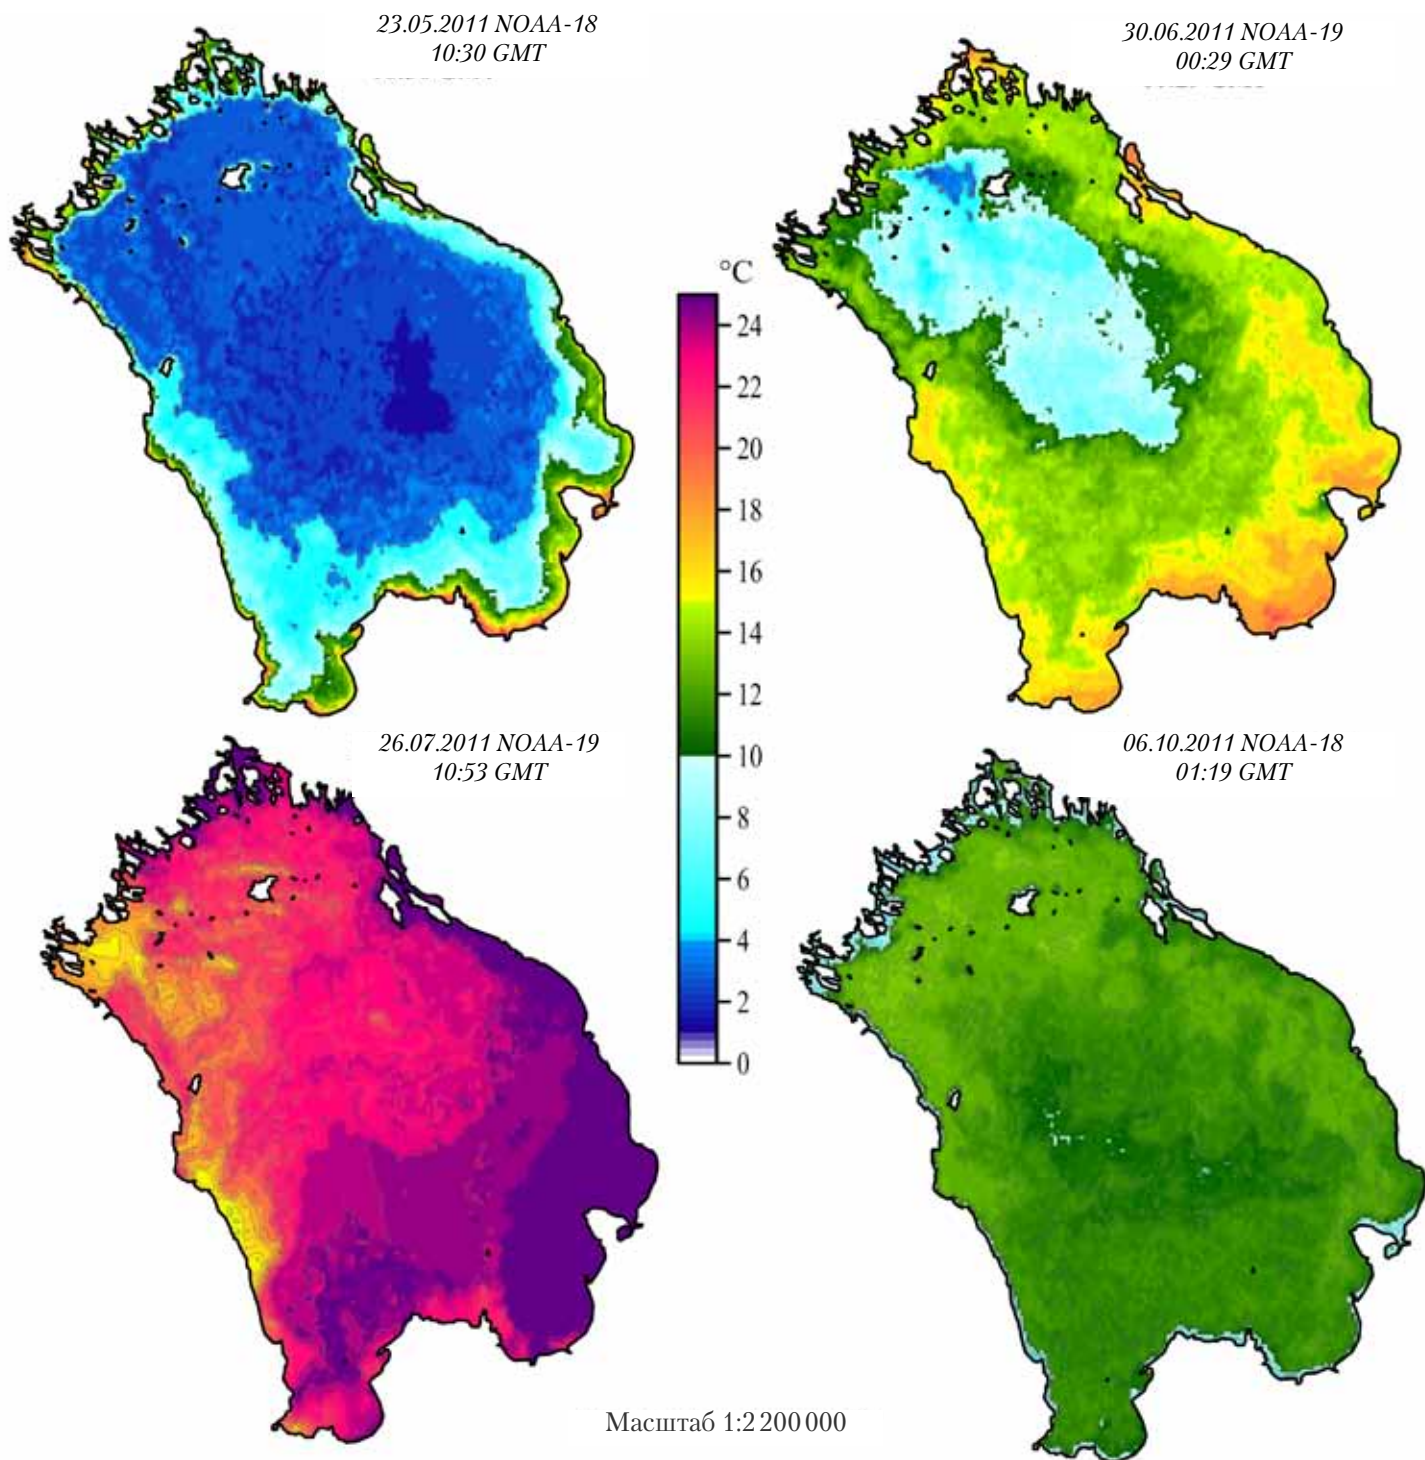 23.05.2011 NOAA-18
10:30 GMT
30.06.2011 NOAA-19
00:29 GMT
°C
24
22
20
18
16
14
12
10
8
6
4
2
0
26.07.2011 NOAA-19
10:53 GMT
06.10.2011 NOAA-18
01:19 GMT
Масштаб 1:2 200 000